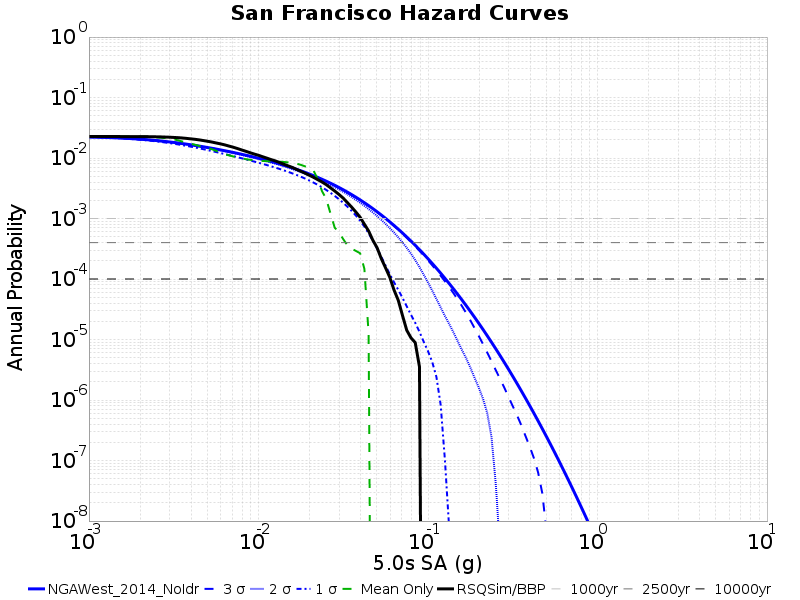 San Francisco Hazard Curves
10^0
10^-1
10^-2
10^-3
10^-4
10^-5
10^-6
10^-7
10^-8
Annual Probability
10^-3 10^-2 10^-1 10^0 10^1
5.0s SA (g)
NGAWest_2014_NoIdr 3 σ 2 σ 1 σ Mean Only RSQSim/BBP 1000yr 2500yr 10000yr